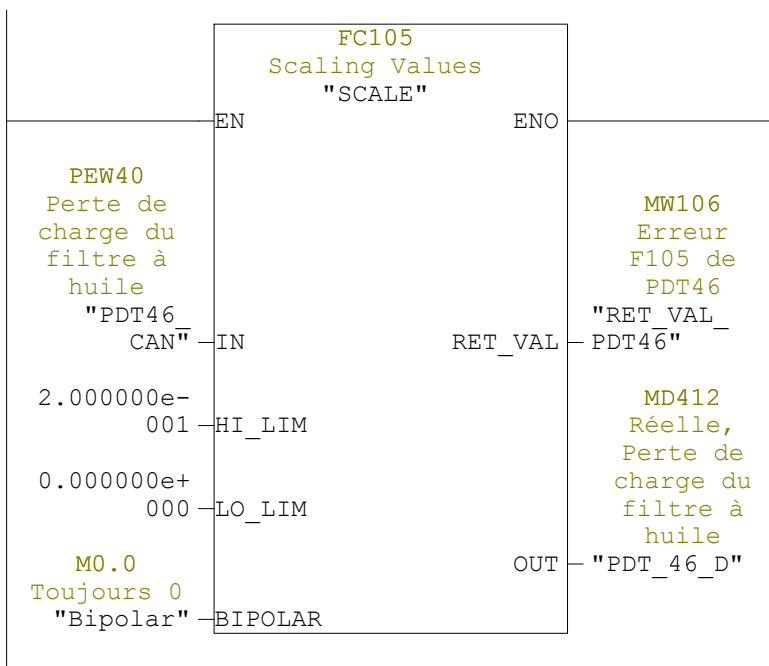 FC105
Scaling Values
"SCALE"
EN ENO
PEW40
Perte de
charge du
filtre à
huile
"PDT46_
CAN" IN
MW106
Erreur
F105 de
PDT46
"RET_VAL_
RET_VAL PDT46"
2.000000e-
001 HI_LIM
0.000000e+
000 LO_LIM
MD412
Réelle,
Perte de
charge du
filtre à
huile
OUT "PDT_46_D"
M0.0
Toujours 0
"Bipolar" BIPOLAR